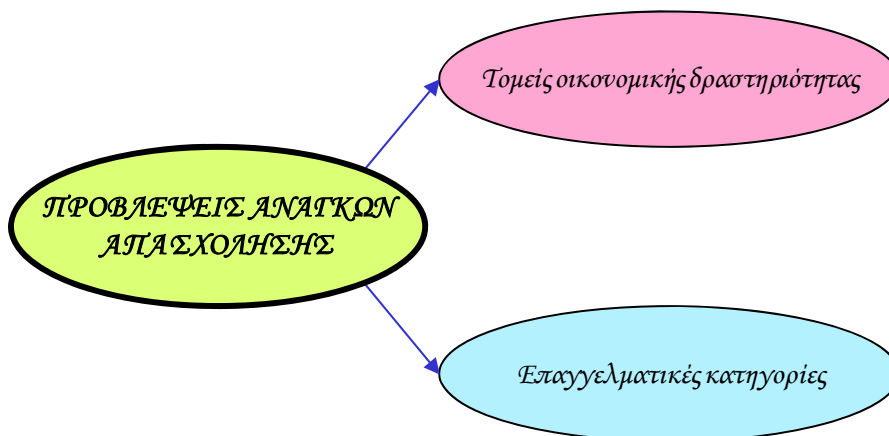 Τομείς οικονομικής δραστηριότητας
ΠΡΟΒΛΕΨΕΙΣ ΑΝΑΓΚΩΝ
ΑΠΑΣΧΟΛΗΣΗΣ
Επαγγελματικές κατηγορίες